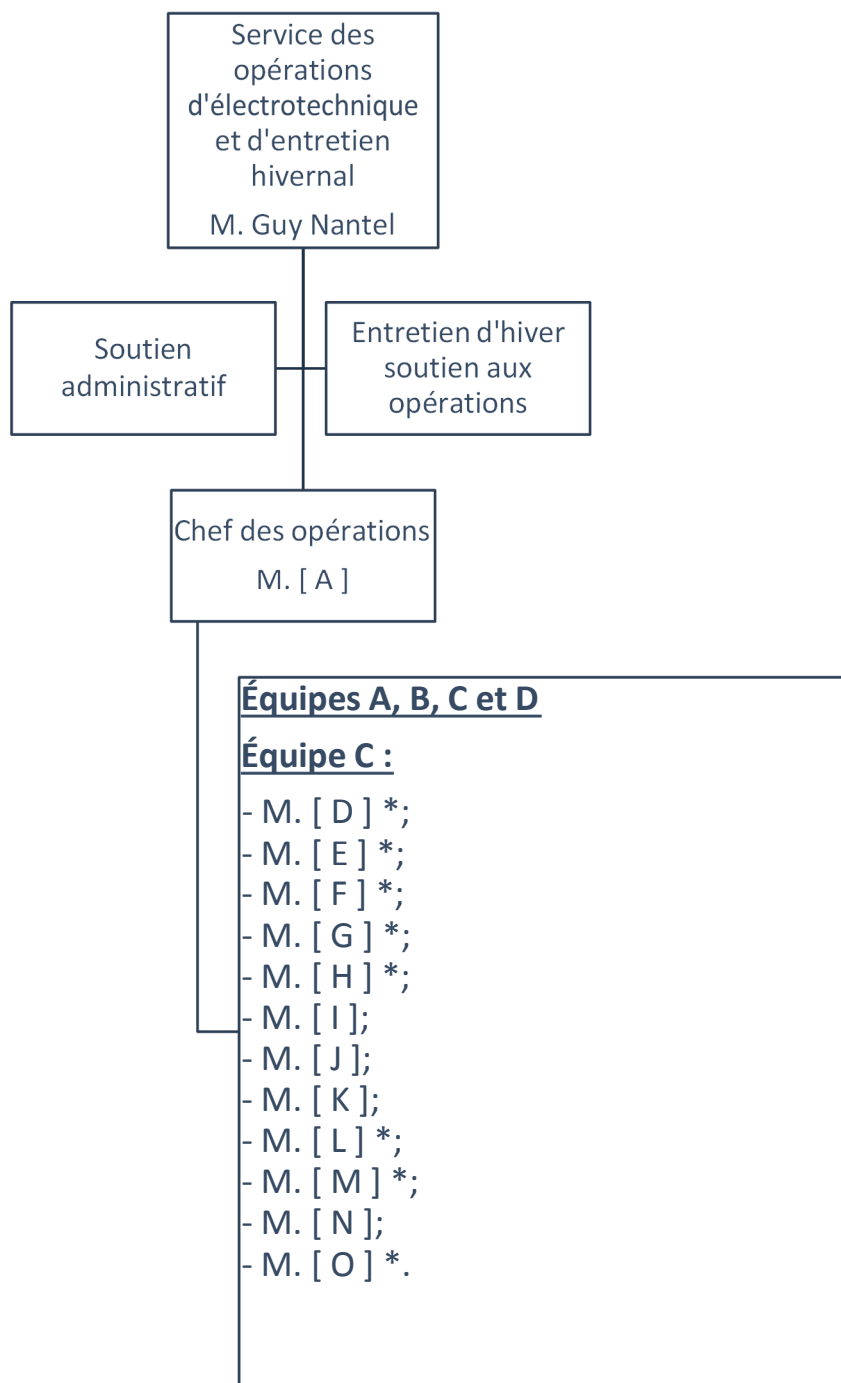 Service des
opérations
d'électrotechnique
et d'entretien
hivernal
M. Guy Nantel
Soutien
administratif
Entretien d'hiver
soutien aux
opérations
Chef des opérations
M. [ A ]
Équipes A, B, C et D
Équipe C :
- M. [ D ] *;
- M. [ E ] *;
- M. [ F ] *;
- M. [ G ] *;
- M. [ H ] *;
- M. [ I ];
- M. [ J ];
- M. [ K ];
- M. [ L ] *;
- M. [ M ] *;
- M. [ N ];
- M. [ O ] *.